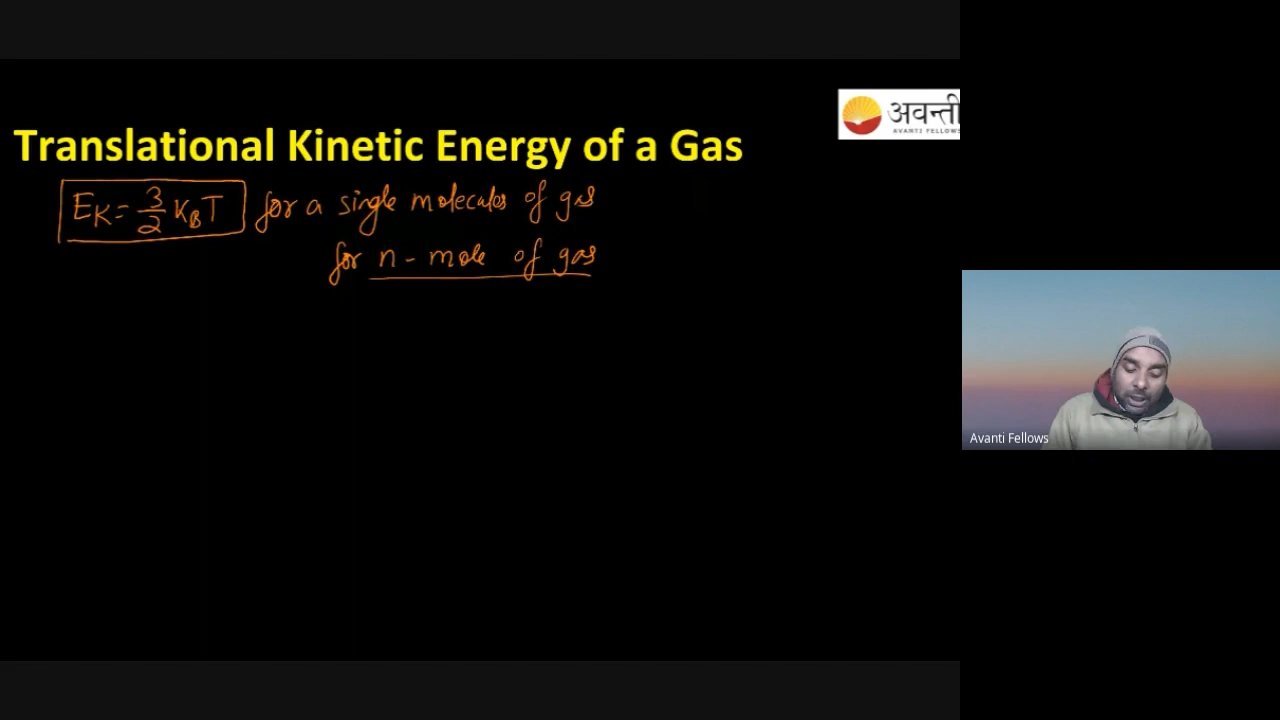 अवन्ती
AVANTI FELLOWS
Translational Kinetic Energy of a Gas
EK = 3/2 KBT for a single molecules of gas
for n - mole of gas
Avanti Fellows